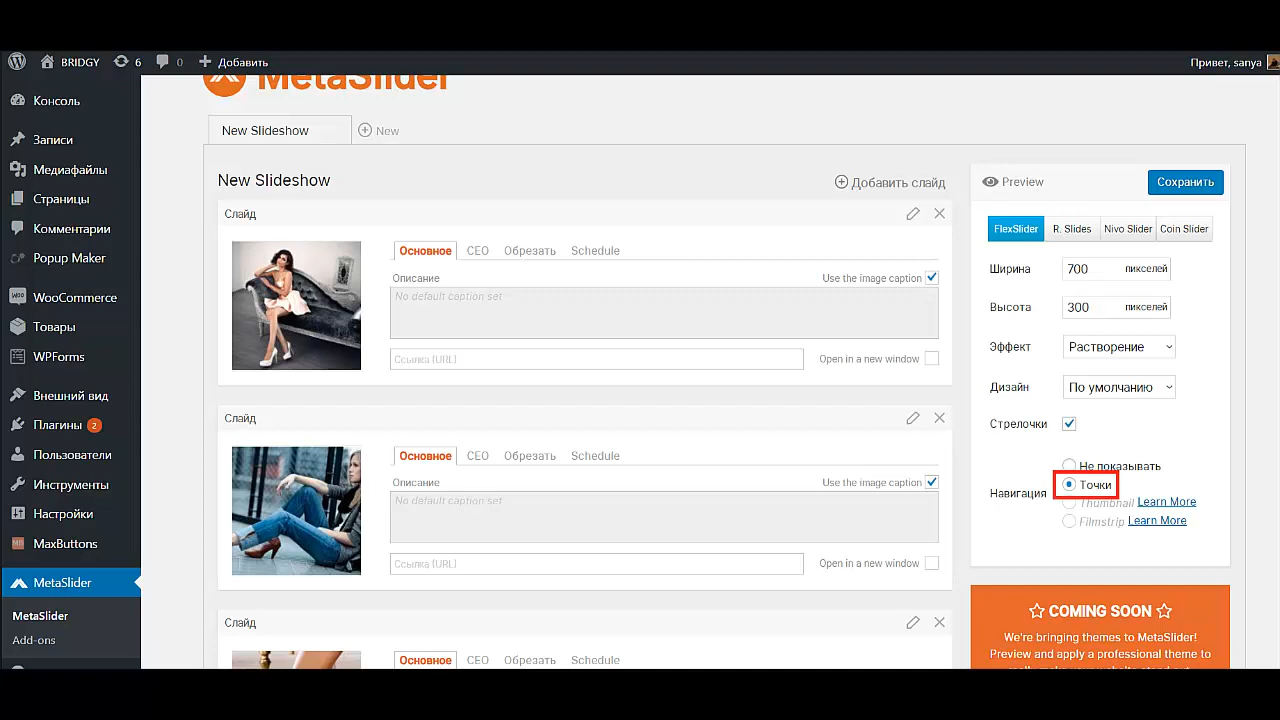 BRIDGY
6
0
Добавить
Привет, sanya
Консоль
Записи
Медиафайлы
Страницы
Комментарии
Popup Maker
WooCommerce
Товары
WPForms
Внешний вид
Плагины 2
Пользователи
Инструменты
Настройки
MaxButtons
MetaSlider
MetaSlider
Add-ons
MetaSlider
New Slideshow
New
New Slideshow
Добавить слайд
Слайд
Основное СЕО Обрезать Schedule
Описание
Use the image caption
No default caption set
Ссылка (URL)
Open in a new window
Слайд
Основное СЕО Обрезать Schedule
Описание
Use the image caption
No default caption set
Ссылка (URL)
Open in a new window
Слайд
Основное СЕО Обрезать Schedule
Preview
Сохранить
FlexSlider R. Slides Nivo Slider Coin Slider
Ширина 700 пикселей
Высота 300 пикселей
Эффект Растворение
Дизайн По умолчанию
Стрелочки
Навигация
Не показывать
Точки
Thumbnail Learn More
Filmstrip Learn More
COMING SOON
We're bringing themes to MetaSlider!
Preview and apply a professional theme to